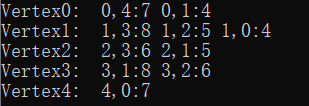 Vertex0:  0,4:7 0,1:4
Vertex1:  1,3:8 1,2:5 1,0:4
Vertex2:  2,3:6 2,1:5
Vertex3:  3,1:8 3,2:6
Vertex4:  4,0:7